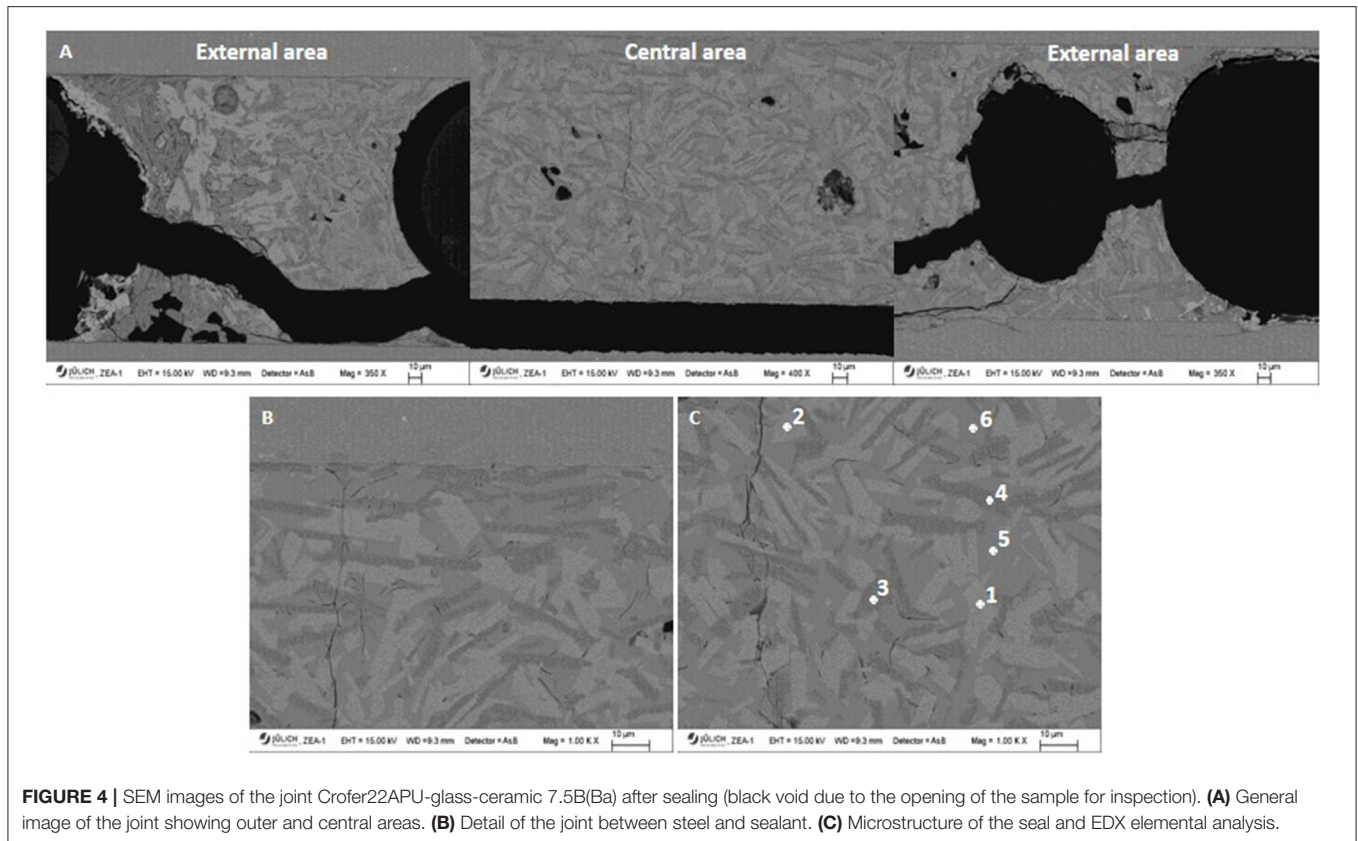 A
External area
Central area
External area
JÜLICH, ZEA-1 EHT = 15.00 kV WD = 9.3 mm Detector = AsB Mag = 350 X 10 µm
JÜLICH, ZEA-1 EHT = 15.00 kV WD = 9.3 mm Detector = AsB Mag = 400 X 10 µm
JÜLICH, ZEA-1 EHT = 15.00 kV WD = 9.3 mm Detector = AsB Mag = 350 X 10 µm
B
JÜLICH, ZEA-1 EHT = 15.00 kV WD = 9.3 mm Detector = AsB Mag = 1.00 K X 10 µm
C
2
6
4
5
3
1
JÜLICH, ZEA-1 EHT = 15.00 kV WD = 9.3 mm Detector = AsB Mag = 1.00 K X 10 µm
FIGURE 4 | SEM images of the joint Crofer22APU-glass-ceramic 7.5B(Ba) after sealing (black void due to the opening of the sample for inspection). (A) General
image of the joint showing outer and central areas. (B) Detail of the joint between steel and sealant. (C) Microstructure of the seal and EDX elemental analysis.